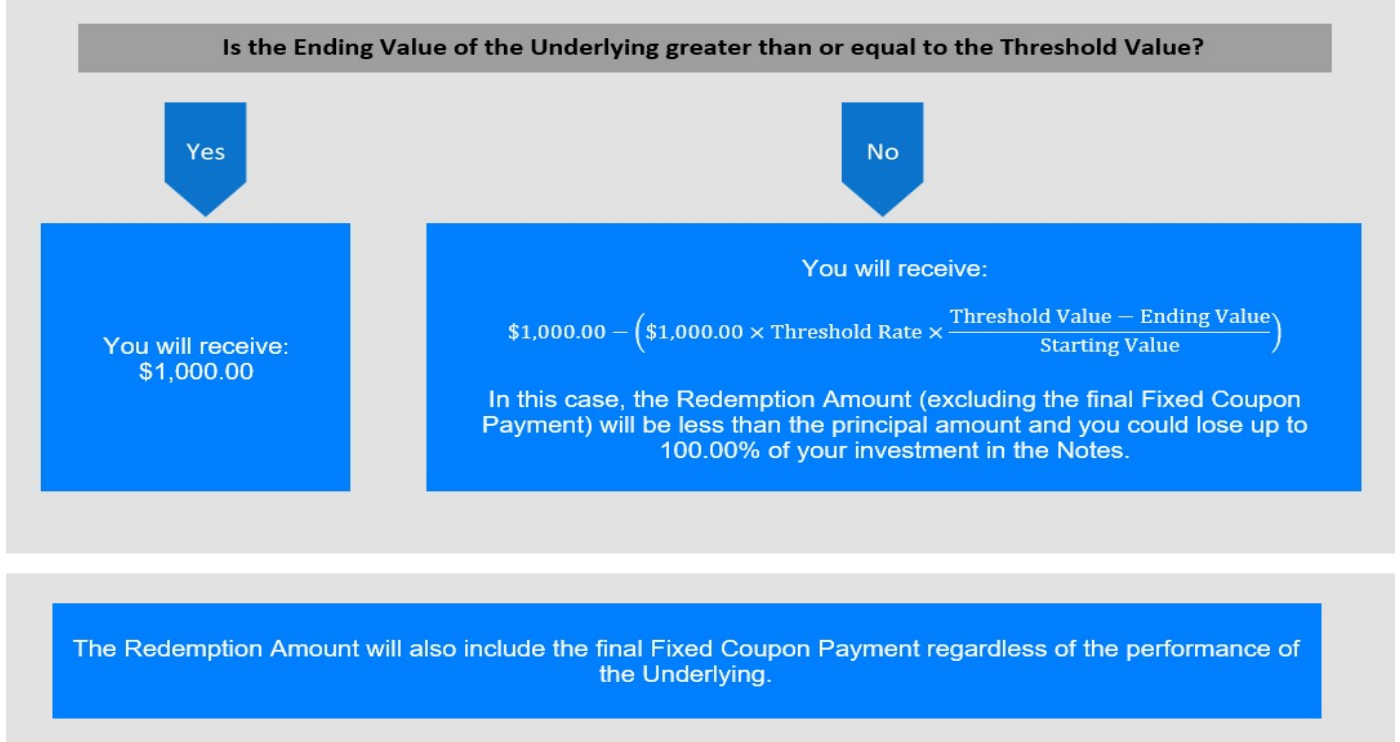 Is the Ending Value of the Underlying greater than or equal to the Threshold Value?
Yes
No
You will receive:
$1,000.00
You will receive:
$1,000.00 − ($1,000.00 × Threshold Rate × (Threshold Value − Ending Value) / Starting Value)
In this case, the Redemption Amount (excluding the final Fixed Coupon
Payment) will be less than the principal amount and you could lose up to
100.00% of your investment in the Notes.
The Redemption Amount will also include the final Fixed Coupon Payment regardless of the performance of
the Underlying.